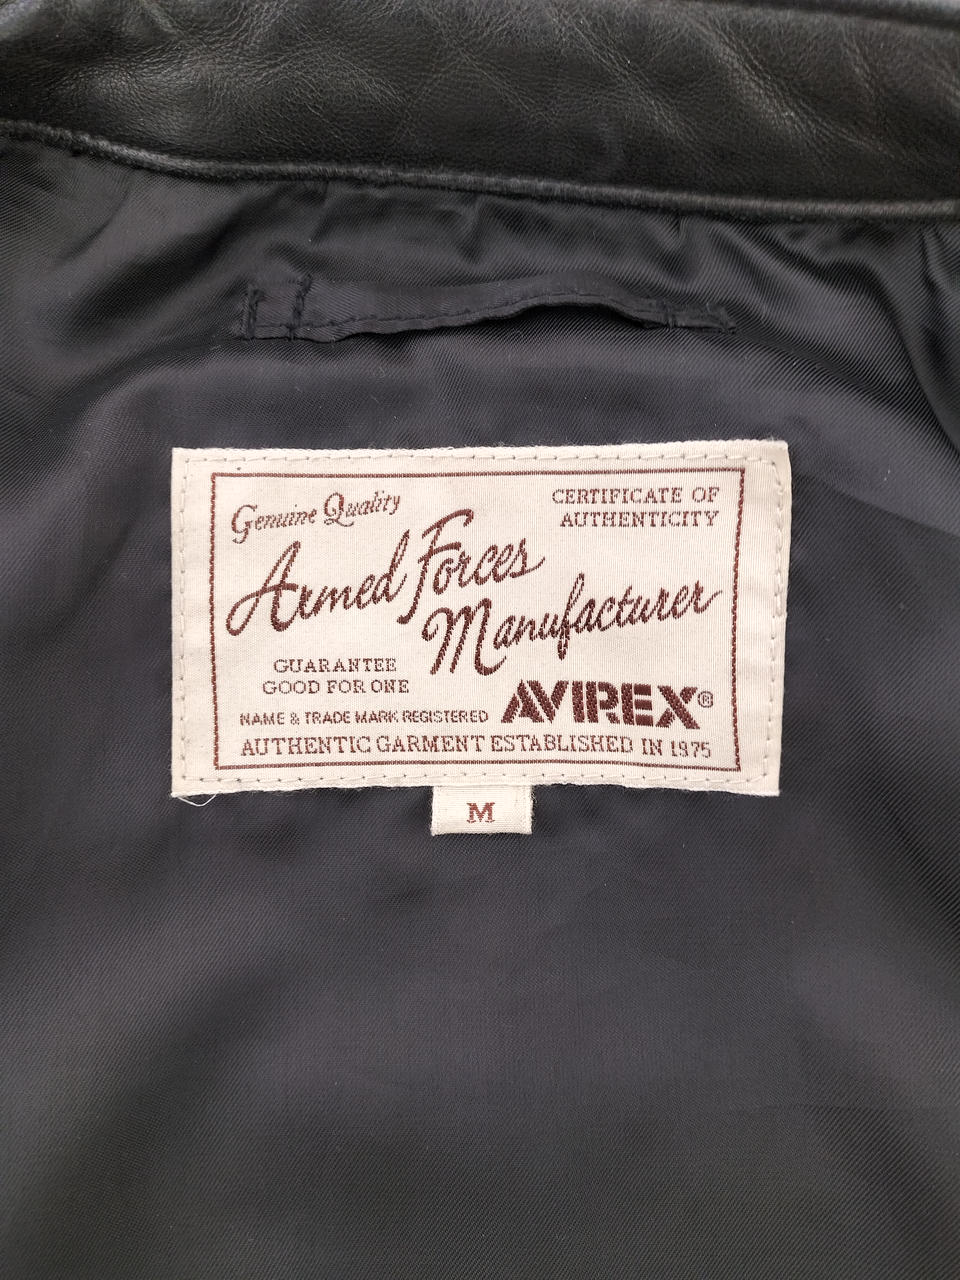 Genuine Quality
CERTIFICATE OF
AUTHENTICITY
Armed Forces
Manufacturer
GUARANTEE
GOOD FOR ONE
NAME & TRADE MARK REGISTERED
AVIREX®
AUTHENTIC GARMENT ESTABLISHED IN 1975
M